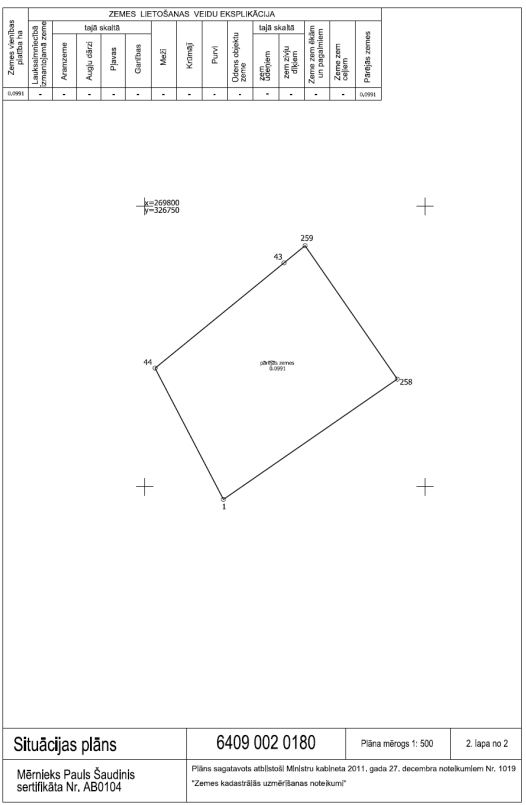 ZEMES LIETOŠANAS VEIDU EKSPLIKĀCIJA
Zemes vienības
platība ha
Lauksaimniecībā
izmantojamā zeme
tajā skaitā
Aramzeme
Augļu dārzi
Pļavas
Ganības
Meži
Krūmāji
Purvi
Ūdens objektu
zeme
tajā skaitā
zem
ūdeņiem
zem zivju
dīķiem
Zeme zem ēkām
un pagalmiem
Zeme zem
ceļiem
Pārējās zemes
0,0991 - - - - - - - - - - - - - 0,0991
x=269800
y=326750
259
43
44
pārējās zemes
0.0991
258
1
Situācijas plāns
6409 002 0180
Plāna mērogs 1: 500
2. lapa no 2
Mērnieks Pauls Šaudinis
sertifikāta Nr. AB0104
Plāns sagatavots atbilstoši Ministru kabineta 2011. gada 27. decembra noteikumiem Nr. 1019
"Zemes kadastrālās uzmērīšanas noteikumi"